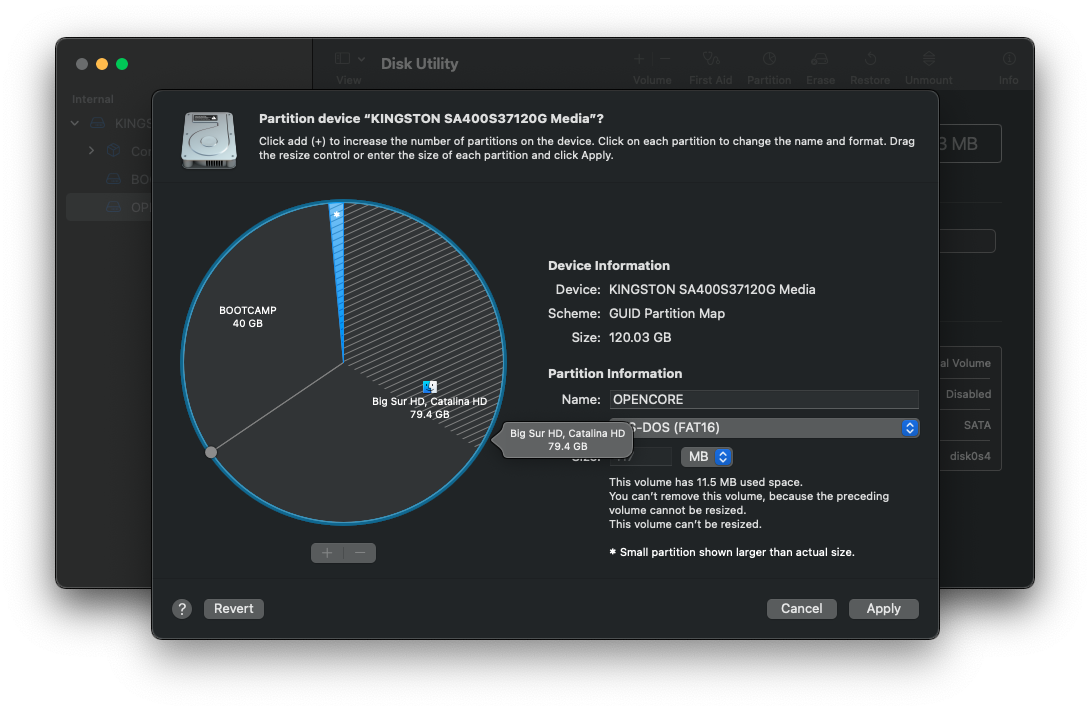 Disk Utility
View
Volume
First Aid
Partition
Erase
Restore
Unmount
Info
Internal
KINGS
Partition device “KINGSTON SA400S37120G Media”?
Click add (+) to increase the number of partitions on the device. Click on each partition to change the name and format. Drag
the resize control or enter the size of each partition and click Apply.
3 MB
BOOTCAMP
40 GB
*
Big Sur HD, Catalina HD
79.4 GB
Big Sur HD, Catalina HD
79.4 GB
Device Information
Device: KINGSTON SA400S37120G Media
Scheme: GUID Partition Map
Size: 120.03 GB
Partition Information
Name: OPENCORE
S-DOS (FAT16)
Size: MB
This volume has 11.5 MB used space.
You can’t remove this volume, because the preceding
volume cannot be resized.
This volume can’t be resized.
* Small partition shown larger than actual size.
al Volume
Disabled
SATA
disk0s4
+ −
? Revert
Cancel
Apply